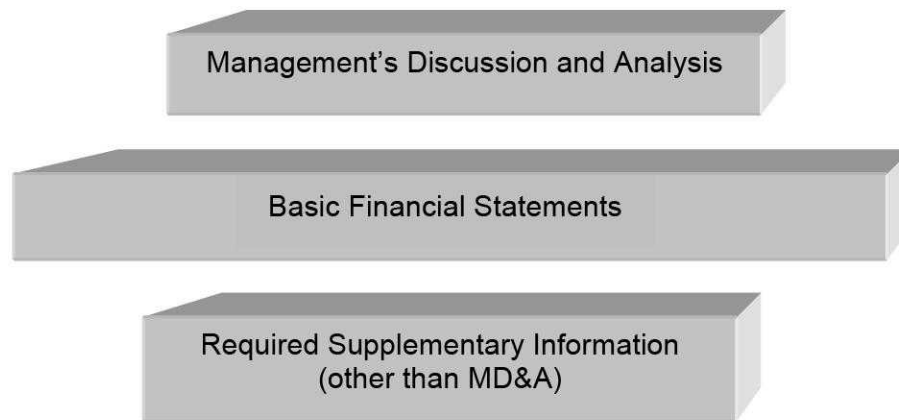 Management’s Discussion and Analysis
Basic Financial Statements
Required Supplementary Information
(other than MD&A)